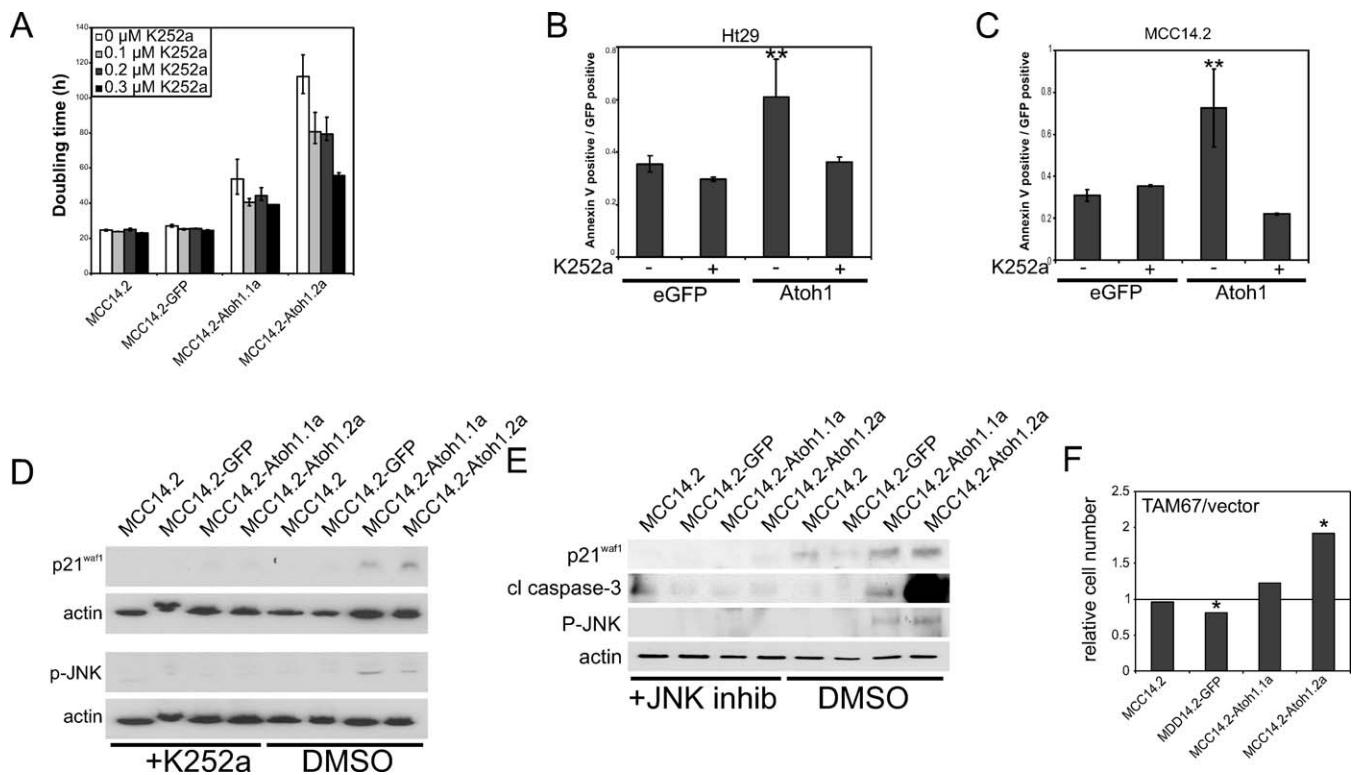 A
Doubling time (h)
140
120
100
80
60
40
20
0
0 µM K252a
0.1 µM K252a
0.2 µM K252a
0.3 µM K252a
MCC14.2
MCC14.2-GFP
MCC14.2-Atoh1.1a
MCC14.2-Atoh1.2a
B
Ht29
Annexin V positive / GFP positive
0.8
0.6
0.4
0.2
0
**
K252a - + - +
eGFP Atoh1
C
MCC14.2
Annexin V positive / GFP positive
1
0.8
0.6
0.4
0.2
0
**
K252a - + - +
eGFP Atoh1
D
MCC14.2
MCC14.2-GFP
MCC14.2-Atoh1.1a
MCC14.2-Atoh1.2a
MCC14.2
MCC14.2-GFP
MCC14.2-Atoh1.1a
MCC14.2-Atoh1.2a
p21waf1
actin
p-JNK
actin
+K252a DMSO
E
MCC14.2
MCC14.2-GFP
MCC14.2-Atoh1.1a
MCC14.2-Atoh1.2a
MCC14.2
MCC14.2-GFP
MCC14.2-Atoh1.1a
MCC14.2-Atoh1.2a
p21waf1
cl caspase-3
P-JNK
actin
+JNK inhib DMSO
F
TAM67/vector
relative cell number
2.5
2
1.5
1
0.5
0
*
*
MCC14.2
MDD14.2-GFP
MCC14.2-Atoh1.1a
MCC14.2-Atoh1.2a